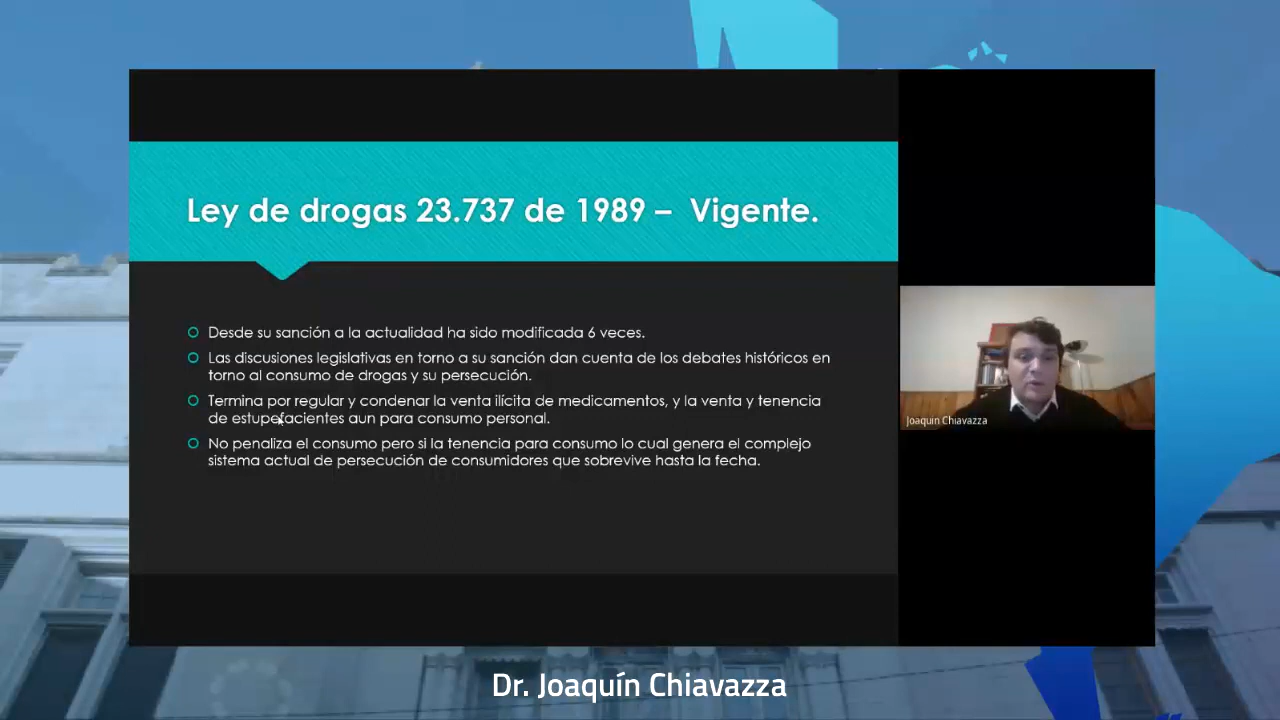 Ley de drogas 23.737 de 1989 – Vigente.
Desde su sanción a la actualidad ha sido modificada 6 veces.
Las discusiones legislativas en torno a su sanción dan cuenta de los debates históricos en
torno al consumo de drogas y su persecución.
Termina por regular y condenar la venta ilícita de medicamentos, y la venta y tenencia
de estupefacientes aun para consumo personal.
No penaliza el consumo pero si la tenencia para consumo lo cual genera el complejo
sistema actual de persecución de consumidores que sobrevive hasta la fecha.
Joaquin Chiavazza
Dr. Joaquín Chiavazza